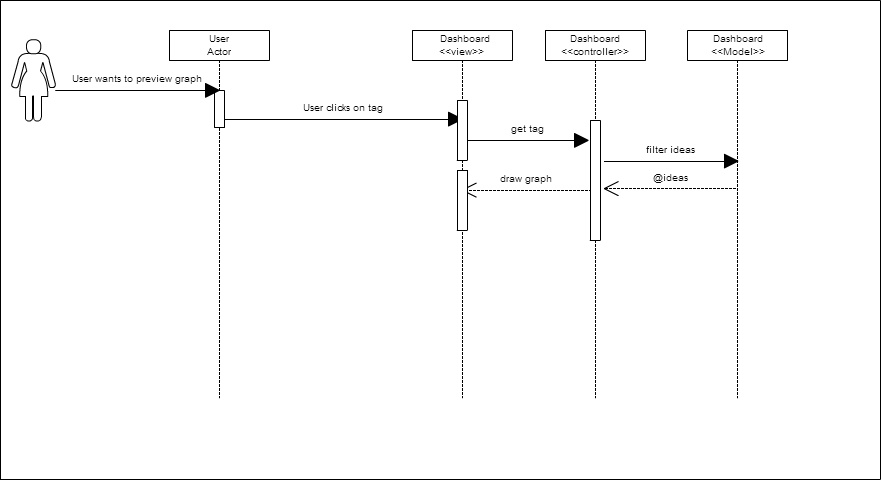 User
Actor
Dashboard
<<view>>
Dashboard
<<controller>>
Dashboard
<<Model>>
User wants to preview graph
User clicks on tag
get tag
filter ideas
@ideas
draw graph